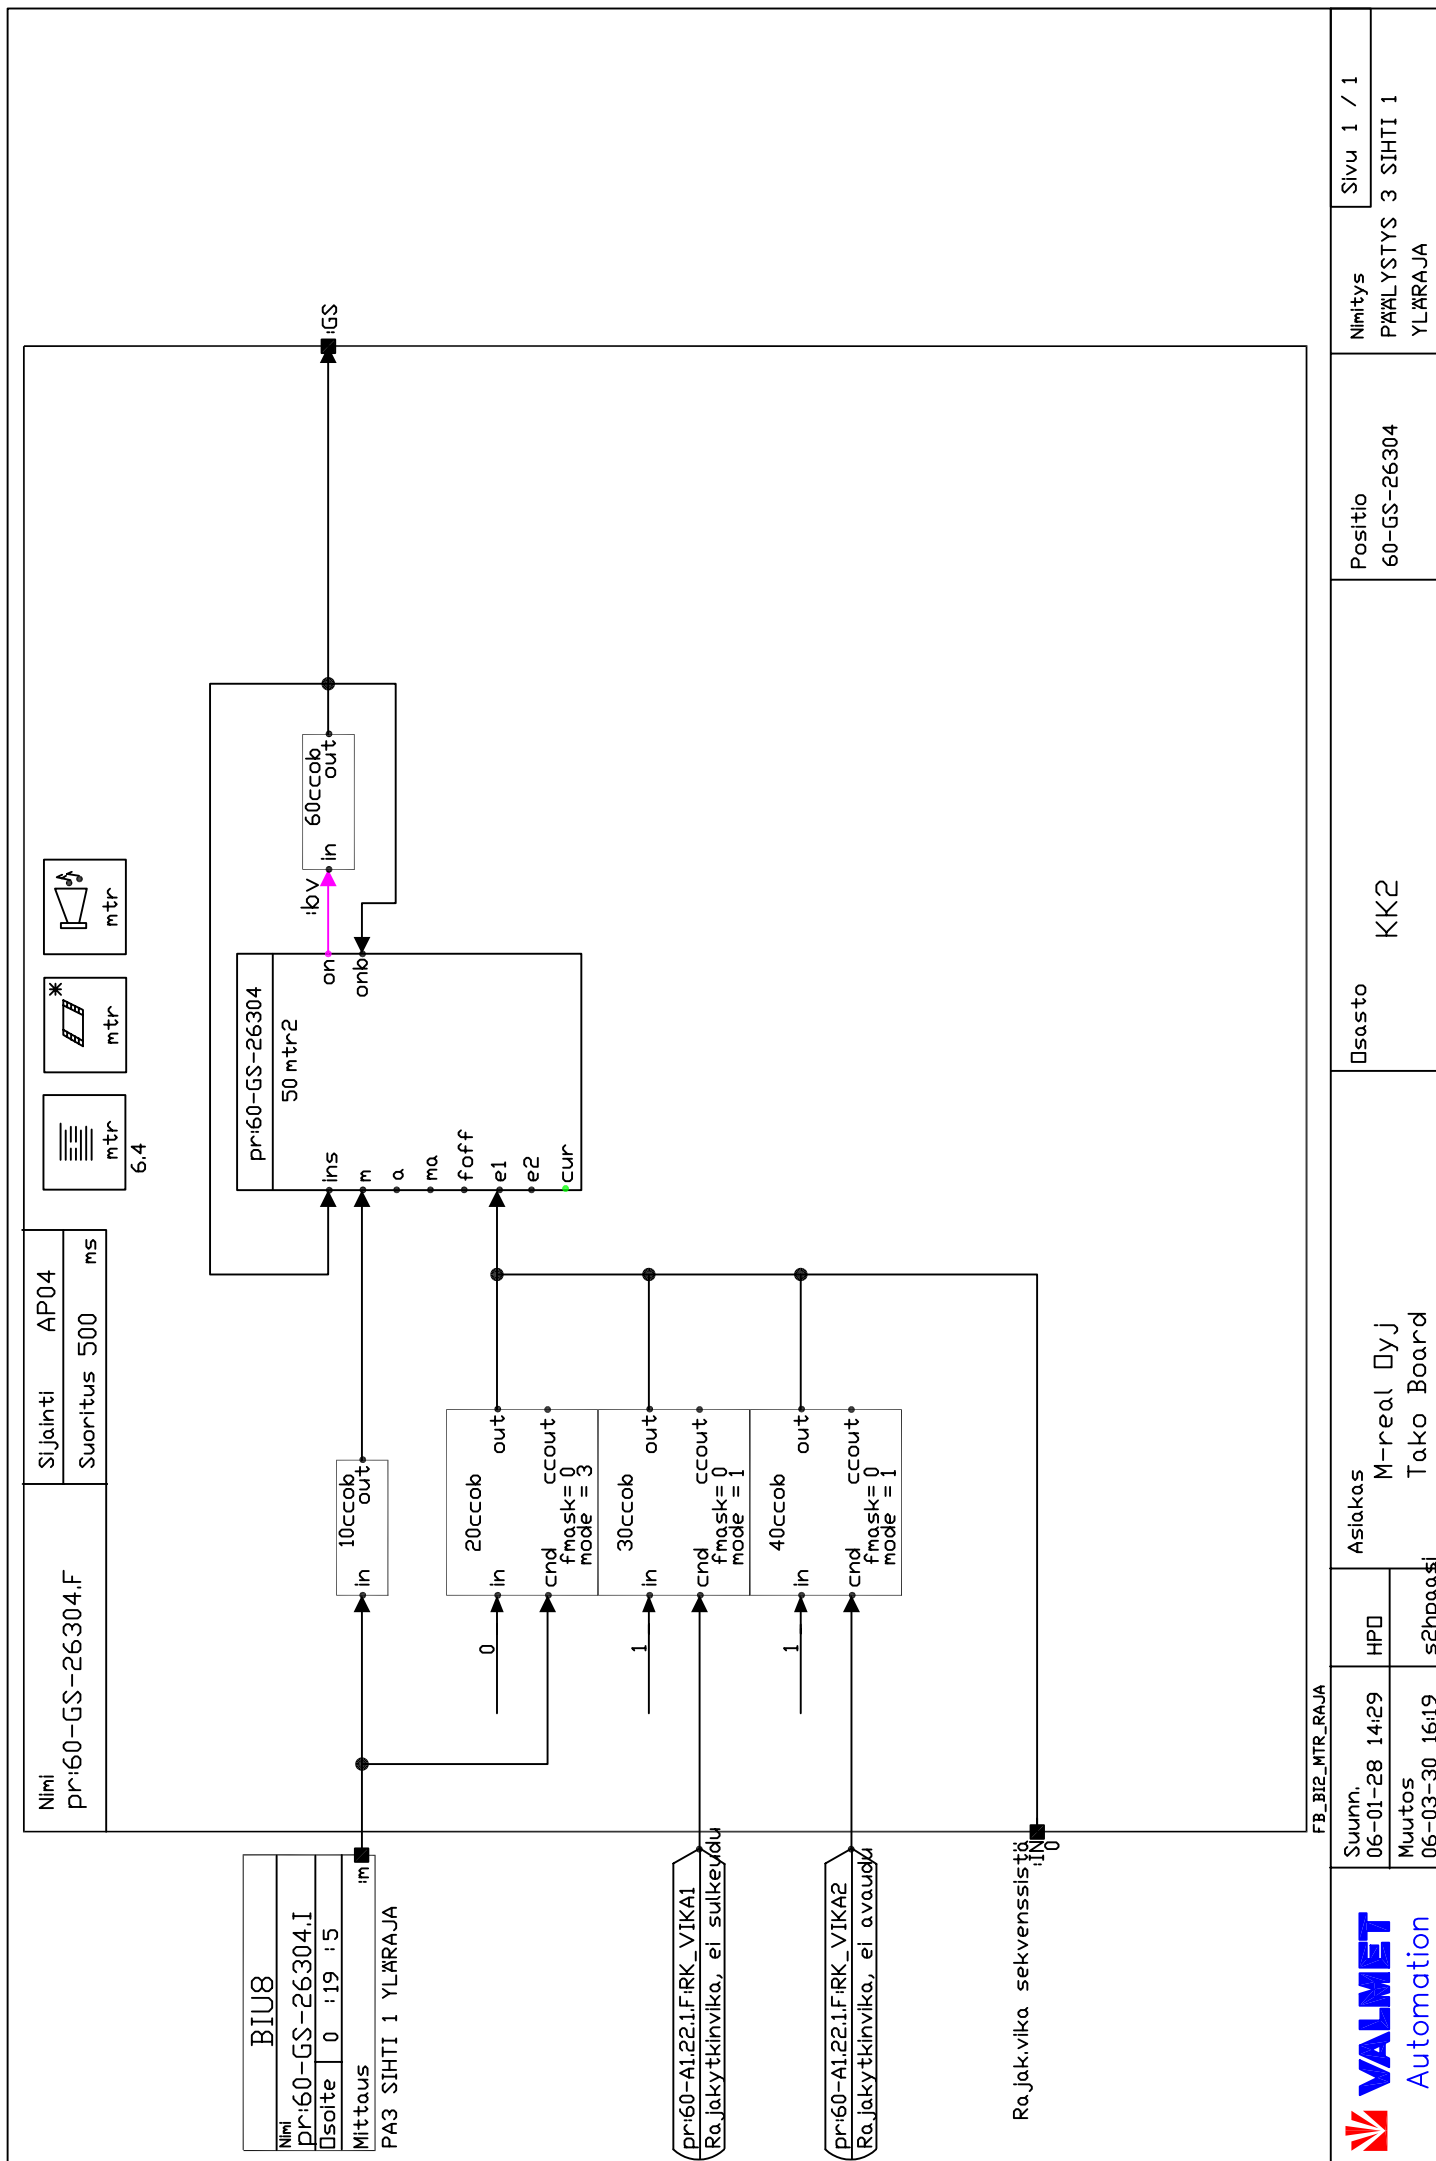 Nimi
pr:60-GS-26304.F
Sijainti AP04
Suoritus 500 ms
mtr
6.4
mtr
*
mtr
BIU8
Nimi
pr:60-GS-26304.I
Osoite 0 :19 :5
Mittaus :m
PA3 SIHTI 1 YLÄRAJA
10ccob
in out
pr:60-GS-26304
50 mtr2
ins
m
a
ma
foff
e1
e2
cur
on
onb
:bv
60ccob
in out
:GS
0
20ccob
in out
cnd ccout
fmask= 0
mode = 3
1
30ccob
in out
cnd ccout
fmask= 0
mode = 1
1
40ccob
in out
cnd ccout
fmask= 0
mode = 1
pr:60-A1.22.1.F:RK_VIKA1
Rajakytkinvika, ei sulkeudu
pr:60-A1.22.1.F:RK_VIKA2
Rajakytkinvika, ei avaudu
Rajak.vika sekvenssistä
:IN
0
FB_BI2_MTR_RAJA
VALMET
Automation
Suunn.
06-01-28 14:29 HPO
Muutos
06-03-30 16:19 s2hpaasi
Asiakas
M-real Oyj
Tako Board
Osasto
KK2
Positio
60-GS-26304
Nimitys
PÄÄLYSTYS 3 SIHTI 1
YLÄRAJA
Sivu 1 / 1